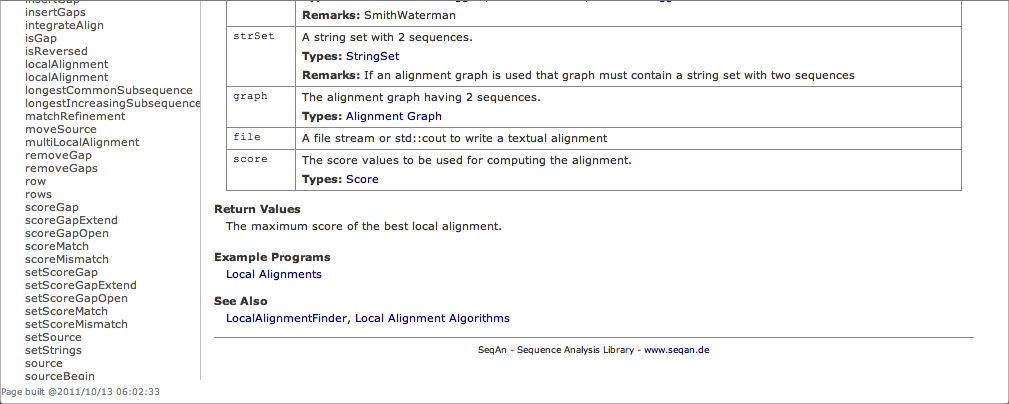 insertGap
insertGaps
integrateAlign
isGap
isReversed
localAlignment
localAlignment
longestCommonSubsequence
longestIncreasingSubsequence
matchRefinement
moveSource
multiLocalAlignment
removeGap
removeGaps
row
rows
scoreGap
scoreGapExtend
scoreGapOpen
scoreMatch
scoreMismatch
setScoreGap
setScoreGapExtend
setScoreGapOpen
setScoreMatch
setScoreMismatch
setSource
setStrings
source
sourceBegin
Remarks: SmithWaterman
strSet A string set with 2 sequences.
Types: StringSet
Remarks: If an alignment graph is used that graph must contain a string set with two sequences
graph The alignment graph having 2 sequences.
Types: Alignment Graph
file A file stream or std::cout to write a textual alignment
score The score values to be used for computing the alignment.
Types: Score
Return Values
The maximum score of the best local alignment.
Example Programs
Local Alignments
See Also
LocalAlignmentFinder, Local Alignment Algorithms
SeqAn - Sequence Analysis Library - www.seqan.de
Page built @2011/10/13 06:02:33